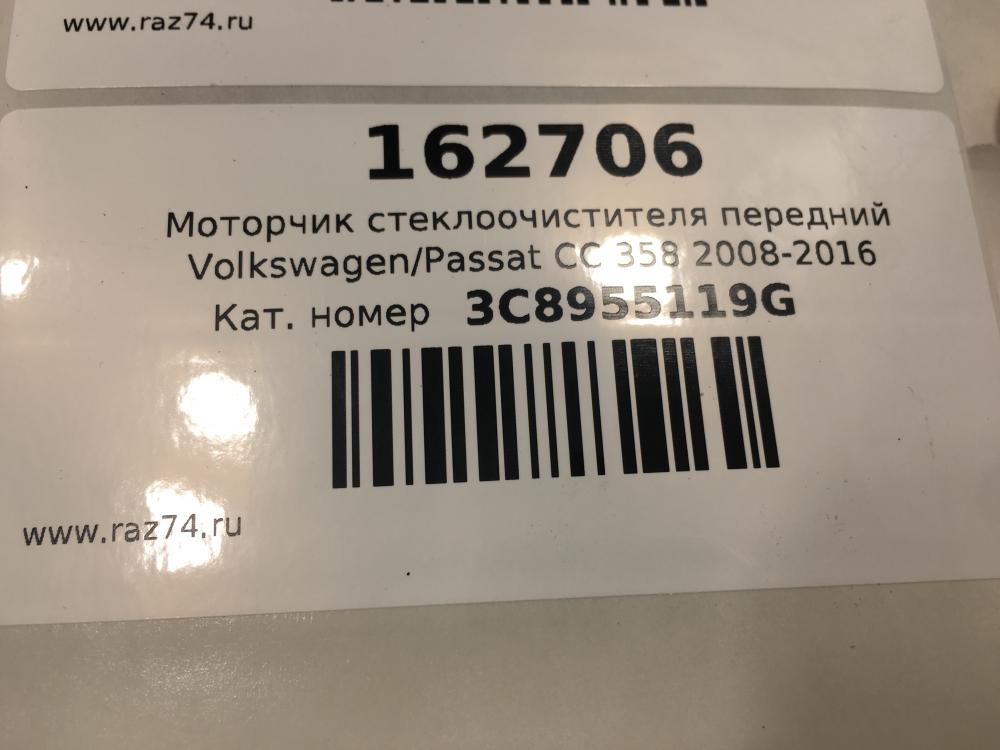 www.raz74.ru
162706
Моторчик стеклоочистителя передний
Volkswagen/Passat CC 358 2008-2016
Кат. номер 3C8955119G
www.raz74.ru